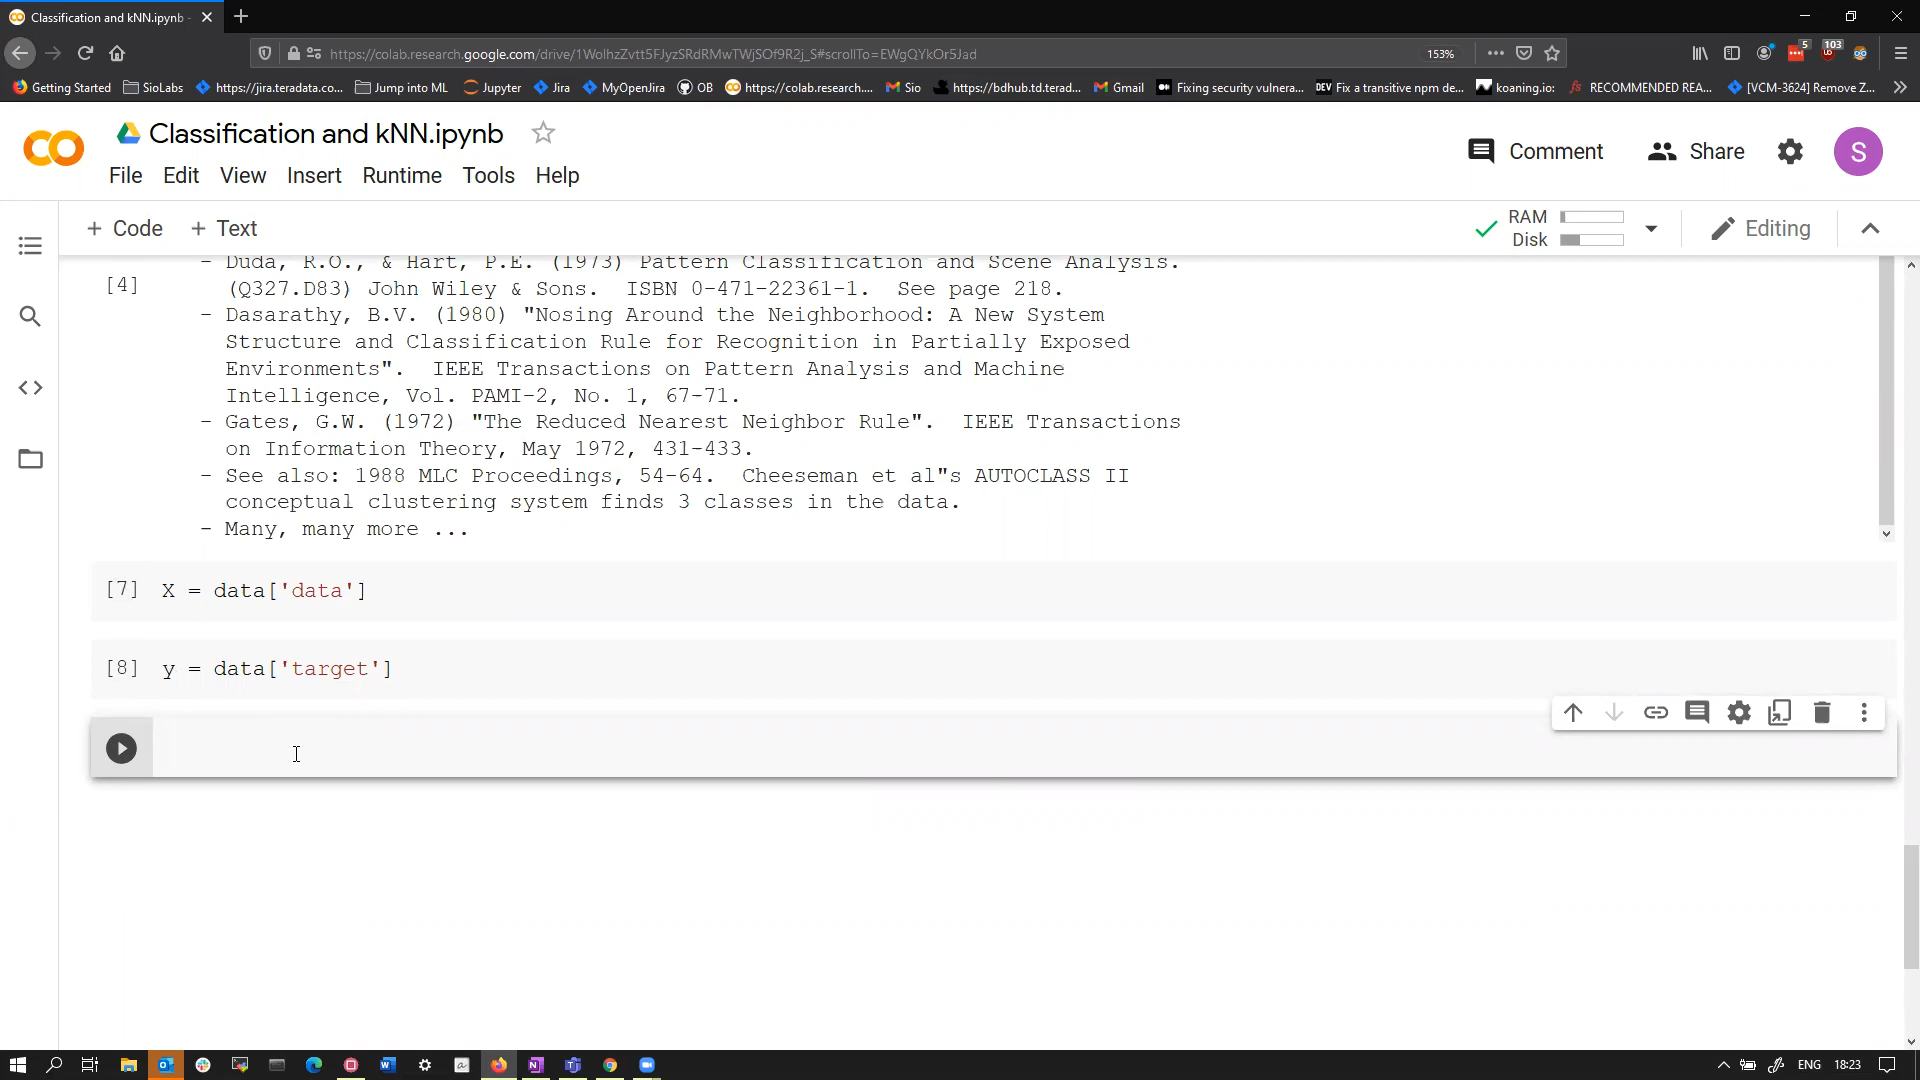 Classification and kNN.ipynb -
https://colab.research.google.com/drive/1WolhzZvtt5FJyzSRdRMwTWjSOf9R2j_S#scrollTo=EWgQYkOr5Jad
153%
5
103
Getting Started
SioLabs
https://jira.teradata.co...
Jump into ML
Jupyter
Jira
MyOpenJira
OB
https://colab.research....
Sio
https://bdhub.td.terad...
Gmail
Fixing security vulnera...
DEV Fix a transitive npm de...
koaning.io:
fs RECOMMENDED REA...
[VCM-3624] Remove Z...
CO
Classification and kNN.ipynb
Comment
Share
S
File Edit View Insert Runtime Tools Help
+ Code + Text
RAM
Disk
Editing
[4]
- Duda, R.O., & Hart, P.E. (1973) Pattern Classification and Scene Analysis.
(Q327.D83) John Wiley & Sons.  ISBN 0-471-22361-1.  See page 218.
- Dasarathy, B.V. (1980) "Nosing Around the Neighborhood: A New System
Structure and Classification Rule for Recognition in Partially Exposed
Environments".  IEEE Transactions on Pattern Analysis and Machine
Intelligence, Vol. PAMI-2, No. 1, 67-71.
- Gates, G.W. (1972) "The Reduced Nearest Neighbor Rule".  IEEE Transactions
on Information Theory, May 1972, 431-433.
- See also: 1988 MLC Proceedings, 54-64.  Cheeseman et al"s AUTOCLASS II
conceptual clustering system finds 3 classes in the data.
- Many, many more ...
[7] X = data['data']
[8] y = data['target']
ENG
18:23